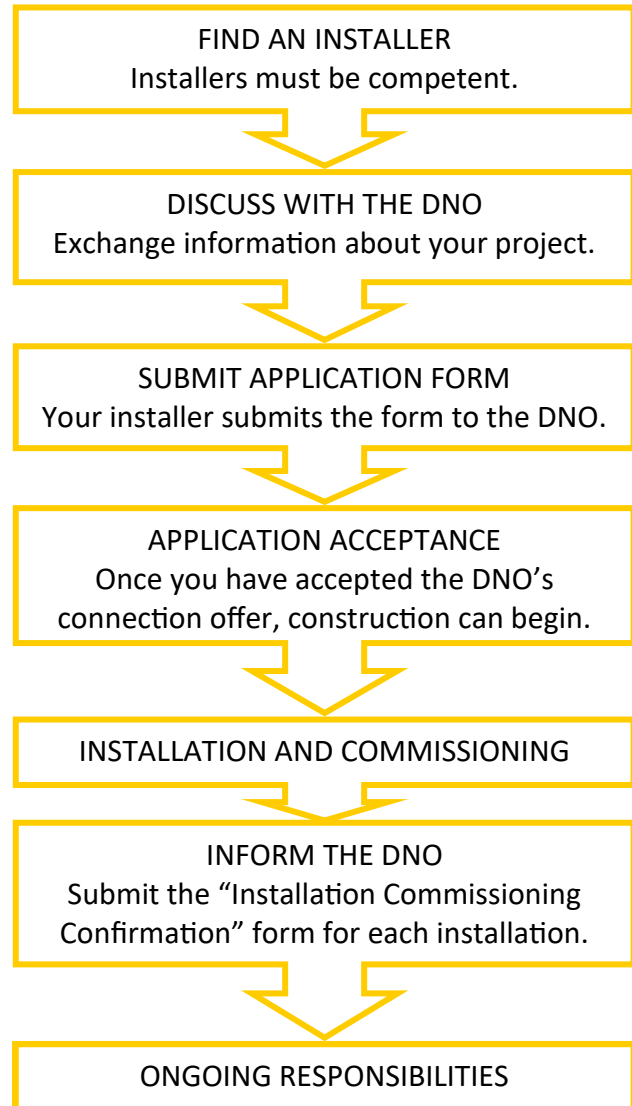 FIND AN INSTALLER
Installers must be competent.
DISCUSS WITH THE DNO
Exchange information about your project.
SUBMIT APPLICATION FORM
Your installer submits the form to the DNO.
APPLICATION ACCEPTANCE
Once you have accepted the DNO’s
connection offer, construction can begin.
INSTALLATION AND COMMISSIONING
INFORM THE DNO
Submit the “Installation Commissioning
Confirmation” form for each installation.
ONGOING RESPONSIBILITIES